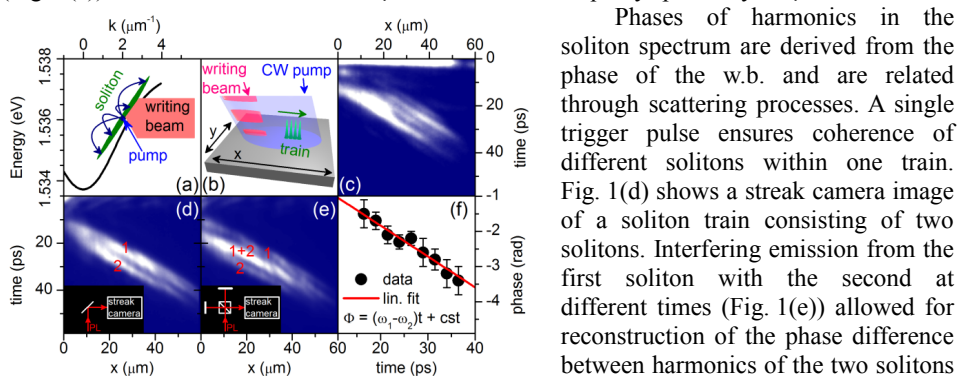 k (μm⁻¹)
0 2
1.538
1.536
1.534
Energy (eV)
soliton
writing
beam
pump
(a)
writing
beam
CW pump
y
x
train
(b)
x (μm)
0 20 40 60
0
20
40
time (ps)
(c)
20
40
time (ps)
1
2
(d)
streak
camera
PL
0 20 40
x (μm)
1+2
1
2
(e)
streak
camera
PL
0 20 40 60
x (μm)
(f)
-1
-2
-3
-4
phase (rad)
data
lin. fit
Φ = (ω₁-ω₂)t + cst
20 30 40
time (ps)
Phases of harmonics in the
soliton spectrum are derived from the
phase of the w.b. and are related
through scattering processes. A single
trigger pulse ensures coherence of
different solitons within one train.
Fig. 1(d) shows a streak camera image
of a soliton train consisting of two
solitons. Interfering emission from the
first soliton with the second at
different times (Fig. 1(e)) allowed for
reconstruction of the phase difference
between harmonics of the two solitons